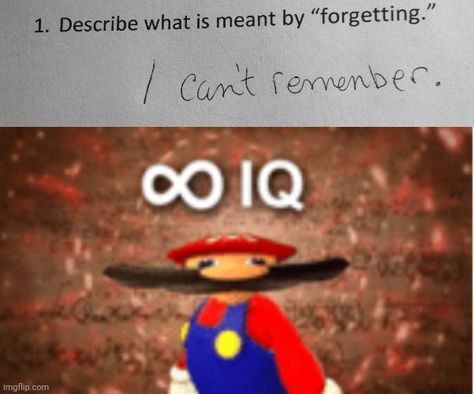 1. Describe what is meant by “forgetting.”
I can't remember.
∞ IQ
imgflip.com